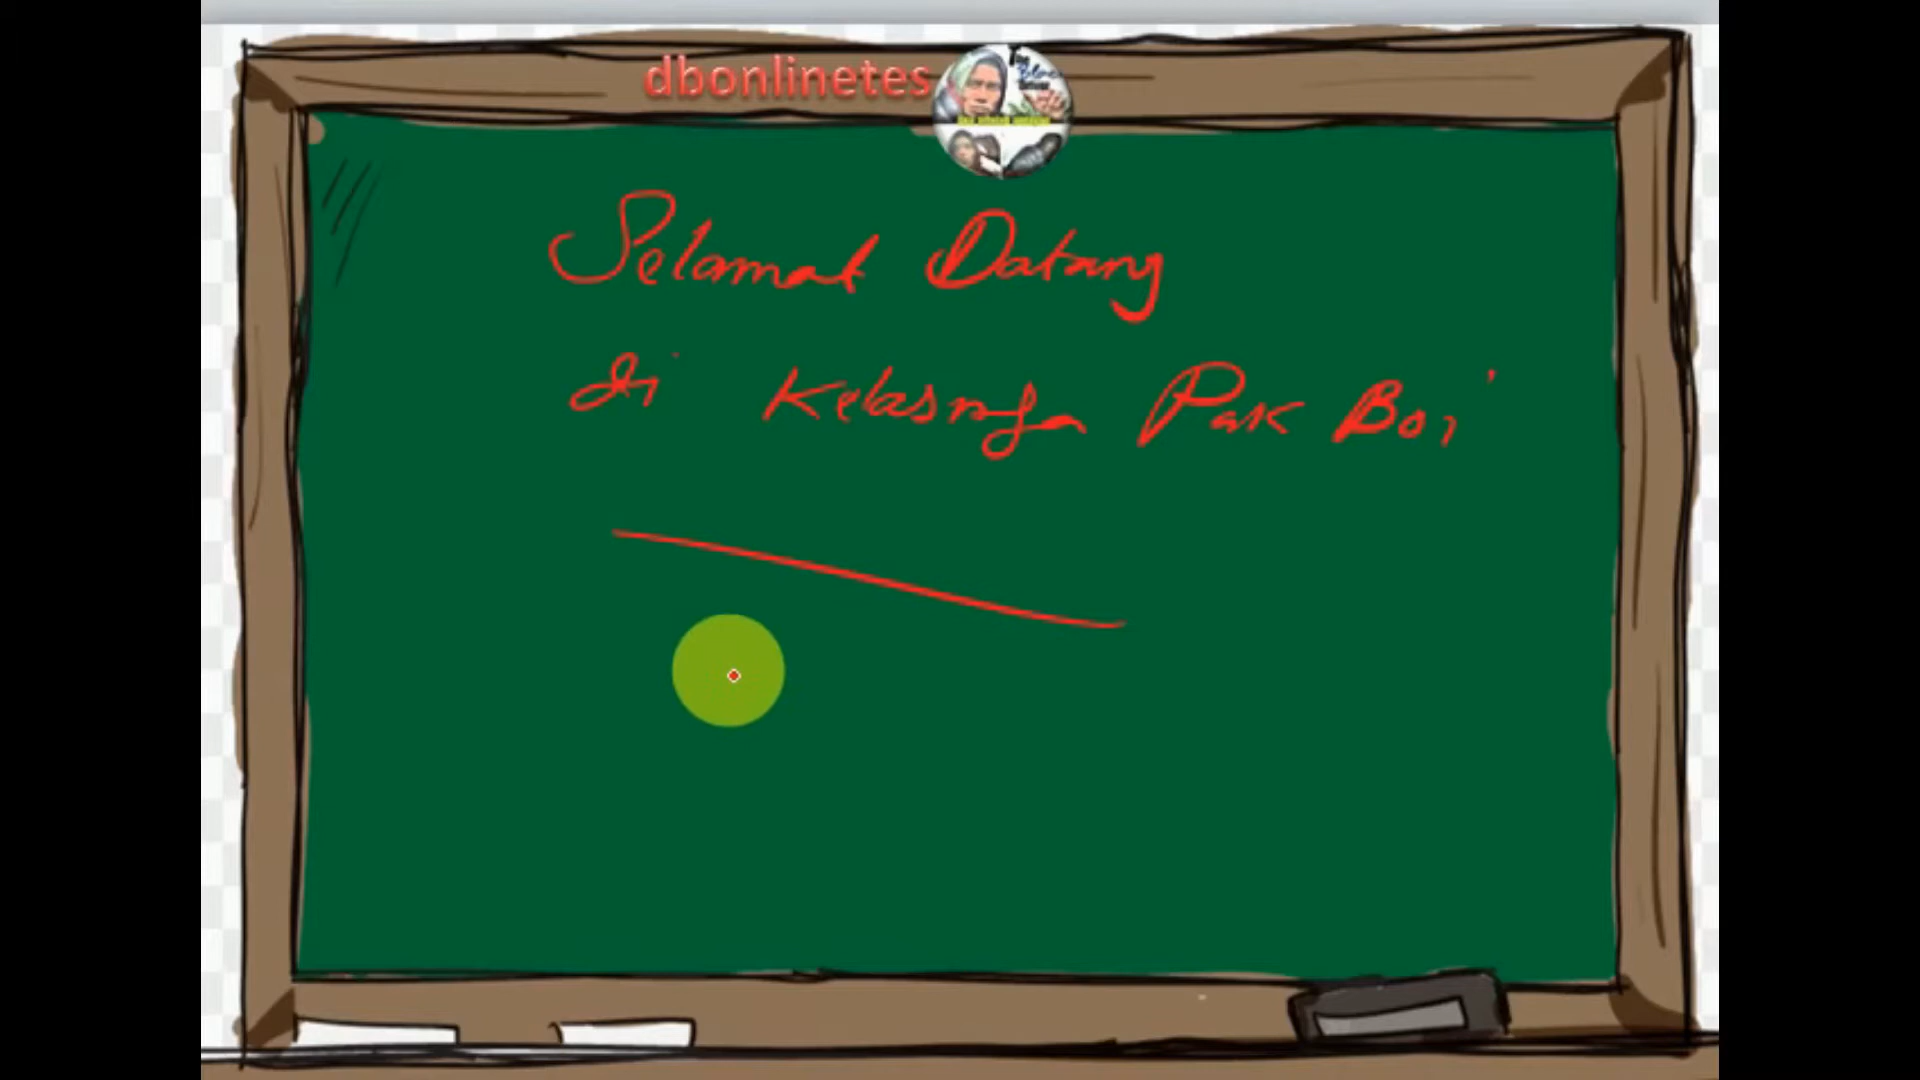 dbonlinetes
Selamat Datang
di Kelasnya Pak Boi